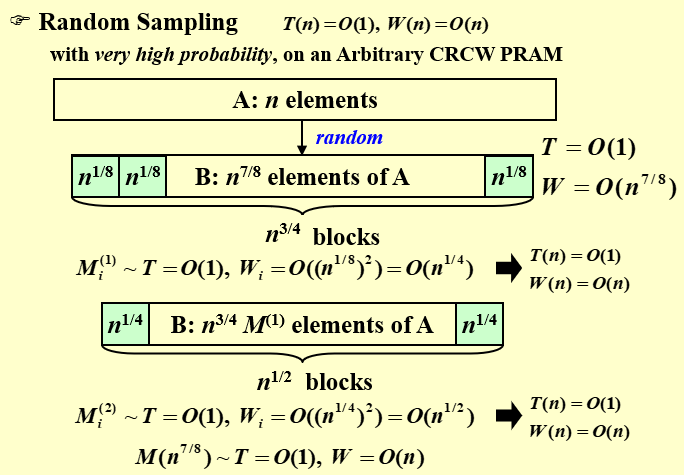 ☞ Random Sampling T(n) = O(1), W(n) = O(n)
with very high probability, on an Arbitrary CRCW PRAM
A: n elements
random
T = O(1)
n^{1/8} n^{1/8} B: n^{7/8} elements of A n^{1/8}
W = O(n^{7/8})
n^{3/4} blocks
M_i^{(1)} ~ T = O(1), W_i = O((n^{1/8})^2) = O(n^{1/4})
T(n) = O(1)
W(n) = O(n)
n^{1/4} B: n^{3/4} M^{(1)} elements of A n^{1/4}
n^{1/2} blocks
M_i^{(2)} ~ T = O(1), W_i = O((n^{1/4})^2) = O(n^{1/2})
T(n) = O(1)
W(n) = O(n)
M(n^{7/8}) ~ T = O(1), W = O(n)